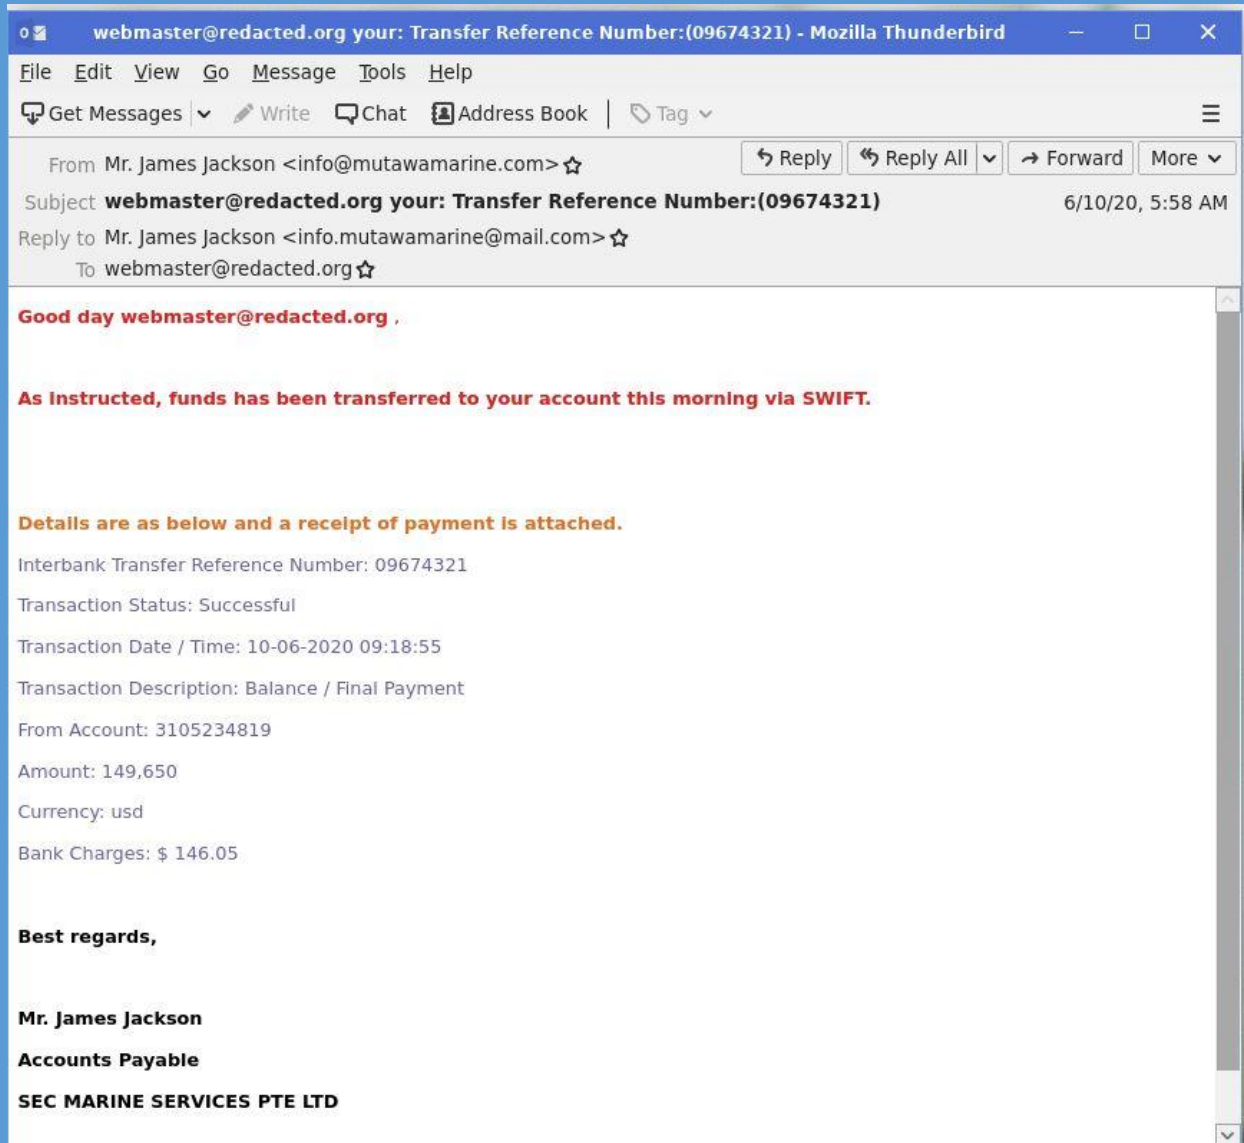 webmaster@redacted.org your: Transfer Reference Number:(09674321) - Mozilla Thunderbird
File Edit View Go Message Tools Help
Get Messages Write Chat Address Book Tag
From Mr. James Jackson <info@mutawamarine.com> Reply Reply All Forward More
Subject webmaster@redacted.org your: Transfer Reference Number:(09674321) 6/10/20, 5:58 AM
Reply to Mr. James Jackson <info.mutawamarine@mail.com>
To webmaster@redacted.org
Good day webmaster@redacted.org ,
As instructed, funds has been transferred to your account this morning via SWIFT.
Details are as below and a receipt of payment is attached.
Interbank Transfer Reference Number: 09674321
Transaction Status: Successful
Transaction Date / Time: 10-06-2020 09:18:55
Transaction Description: Balance / Final Payment
From Account: 3105234819
Amount: 149,650
Currency: usd
Bank Charges: $ 146.05
Best regards,
Mr. James Jackson
Accounts Payable
SEC MARINE SERVICES PTE LTD